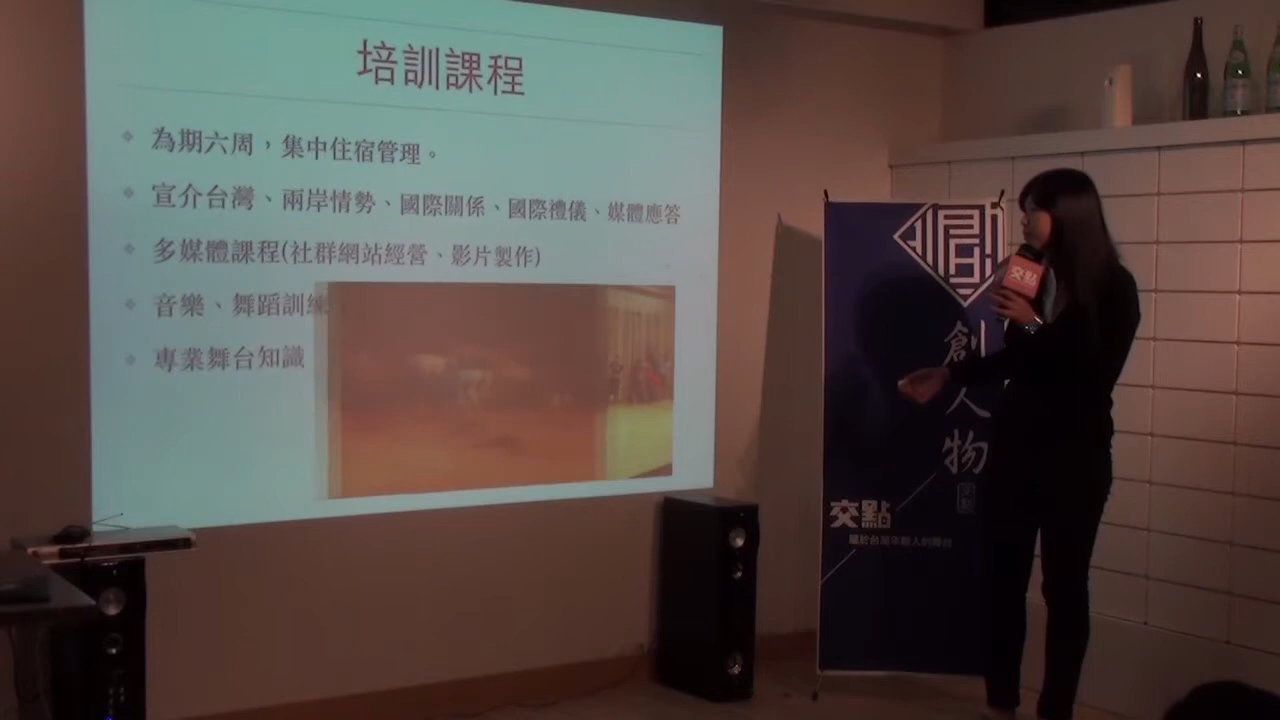 培訓課程
為期六周，集中住宿管理。
宣介台灣、兩岸情勢、國際關係、國際禮儀、媒體應答
多媒體課程(社群網站經營、影片製作)
音樂、舞蹈訓練
專業舞台知識
交點
創人物
交點